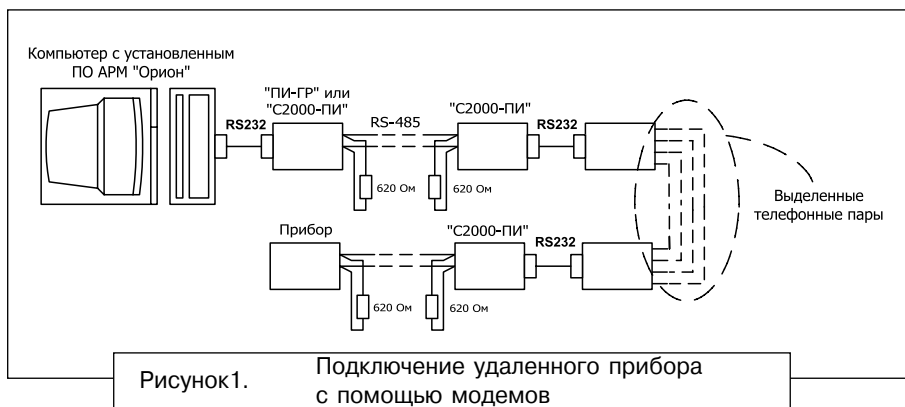 Компьютер с установленным
ПО АРМ "Орион"
"ПИ-ГР" или
"С2000-ПИ"
RS232
RS-485
"С2000-ПИ"
RS232
620 Ом
620 Ом
Выделенные
телефонные пары
Прибор
"С2000-ПИ"
RS232
620 Ом
620 Ом
Рисунок1.
Подключение удаленного прибора
с помощью модемов